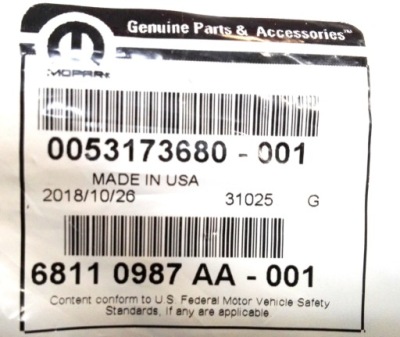 Genuine Parts & Accessories™
MOPAR®
0053173680 - 001
MADE IN USA
2018/10/26 31025 G
6811 0987 AA - 001
Content conform to U.S. Federal Motor Vehicle Safety
Standards, if any are applicable.